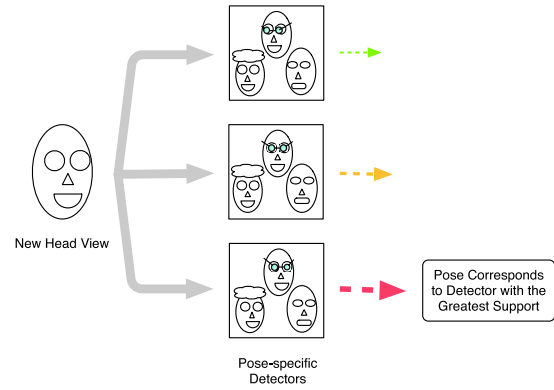 New Head View
Pose Corresponds
to Detector with the
Greatest Support
Pose-specific
Detectors